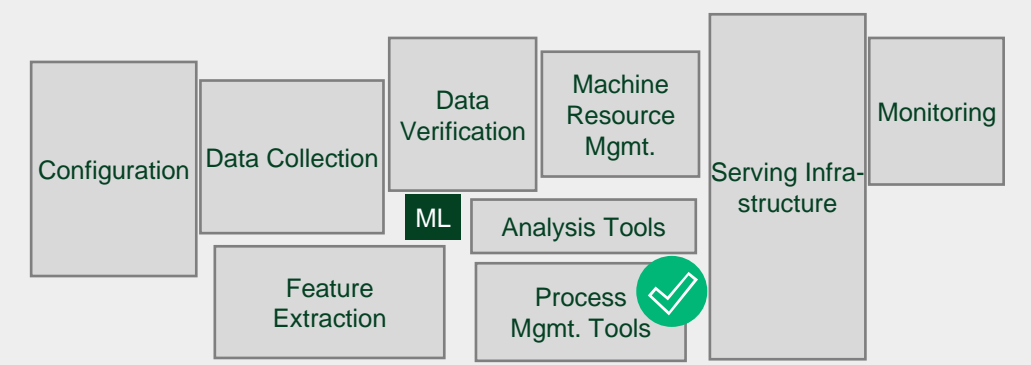 Configuration
Data Collection
Data
Verification
Machine
Resource
Mgmt.
Serving Infra-
structure
Monitoring
ML
Analysis Tools
Feature
Extraction
Process
Mgmt. Tools